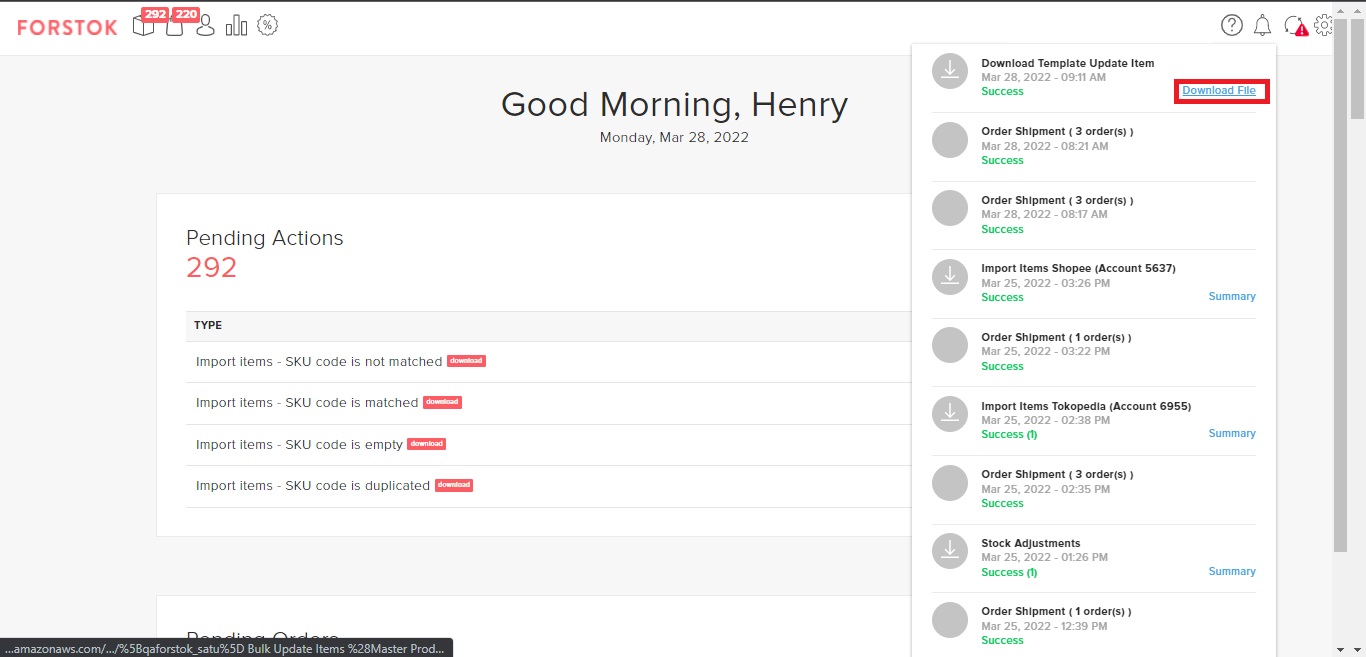 FORSTOK
292
220
Good Morning, Henry
Monday, Mar 28, 2022
Pending Actions
292
TYPE
Import items - SKU code is not matched download
Import items - SKU code is matched download
Import items - SKU code is empty download
Import items - SKU code is duplicated download
Pending Orders
Download Template Update Item
Mar 28, 2022 - 09:11 AM
Success
Download File
Order Shipment ( 3 order(s) )
Mar 28, 2022 - 08:21 AM
Success
Order Shipment ( 3 order(s) )
Mar 28, 2022 - 08:17 AM
Success
Import Items Shopee (Account 5637)
Mar 25, 2022 - 03:26 PM
Success
Summary
Order Shipment ( 1 order(s) )
Mar 25, 2022 - 03:22 PM
Success
Import Items Tokopedia (Account 6955)
Mar 25, 2022 - 02:38 PM
Success (1)
Summary
Order Shipment ( 3 order(s) )
Mar 25, 2022 - 02:35 PM
Success
Stock Adjustments
Mar 25, 2022 - 01:26 PM
Success (1)
Summary
Order Shipment ( 1 order(s) )
Mar 25, 2022 - 12:39 PM
Success
...amazonaws.com/.../%5Bqaforstok_satu%5D Bulk Update Items %28Master Prod...